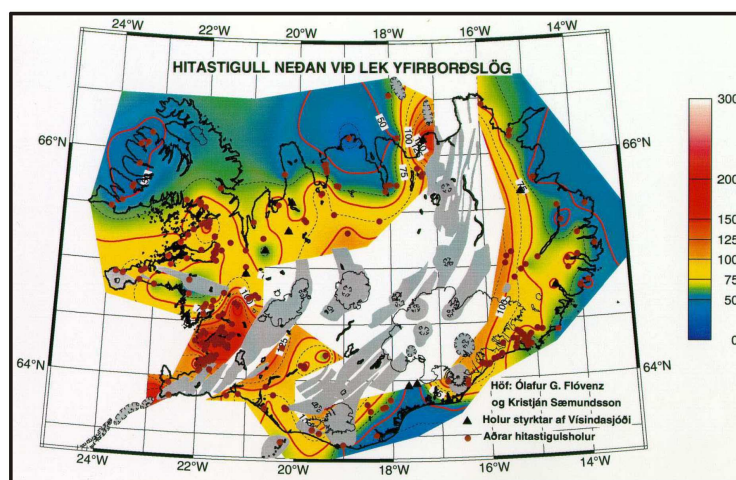 24°W 22°W 20°W 18°W 16°W 14°W
HITASTIGULL NEÐAN VIÐ LEK YFIRBORÐSLÖG
66°N
66°N
64°N
64°N
50
100
75
100
Höf: Ólafur G. Flóvenz
og Kristján Sæmundsson
Holur styrktar af Vísindasjóði
Aðrar hitastigulsholur
24°W 22°W 20°W 18°W 16°W 14°W
300
250
200
150
125
100
75
50
0